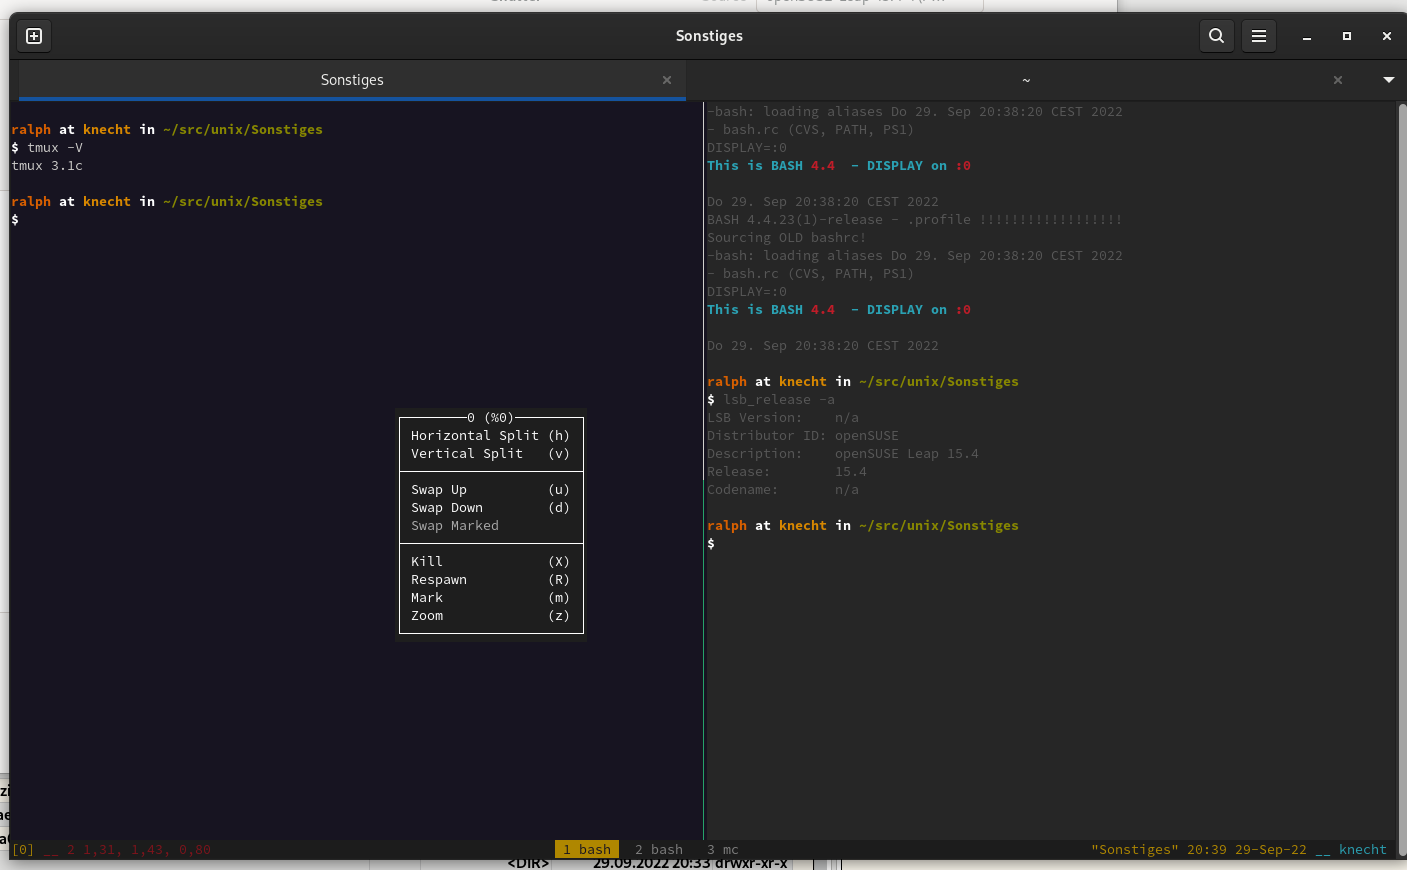 Sonstiges
Sonstiges
~
ralph at knecht in ~/src/unix/Sonstiges
$ tmux -V
tmux 3.1c
ralph at knecht in ~/src/unix/Sonstiges
$
0 (%0)
Horizontal Split (h)
Vertical Split (v)
Swap Up (u)
Swap Down (d)
Swap Marked
Kill (X)
Respawn (R)
Mark (m)
Zoom (z)
-bash: loading aliases Do 29. Sep 20:38:20 CEST 2022
- bash.rc (CVS, PATH, PS1)
DISPLAY=:0
This is BASH 4.4 - DISPLAY on :0
Do 29. Sep 20:38:20 CEST 2022
BASH 4.4.23(1)-release - .profile !!!!!!!!!!!!!!!!!!
Sourcing OLD bashrc!
-bash: loading aliases Do 29. Sep 20:38:20 CEST 2022
- bash.rc (CVS, PATH, PS1)
DISPLAY=:0
This is BASH 4.4 - DISPLAY on :0
Do 29. Sep 20:38:20 CEST 2022
ralph at knecht in ~/src/unix/Sonstiges
$ lsb_release -a
LSB Version: n/a
Distributor ID: openSUSE
Description: openSUSE Leap 15.4
Release: 15.4
Codename: n/a
ralph at knecht in ~/src/unix/Sonstiges
$
[0] __ 2 1,31, 1,43, 0,80 1 bash 2 bash 3 mc "Sonstiges" 20:39 29-Sep-22 __ knecht
<DIR> 29.09.2022 20:33 drwxr-xr-x